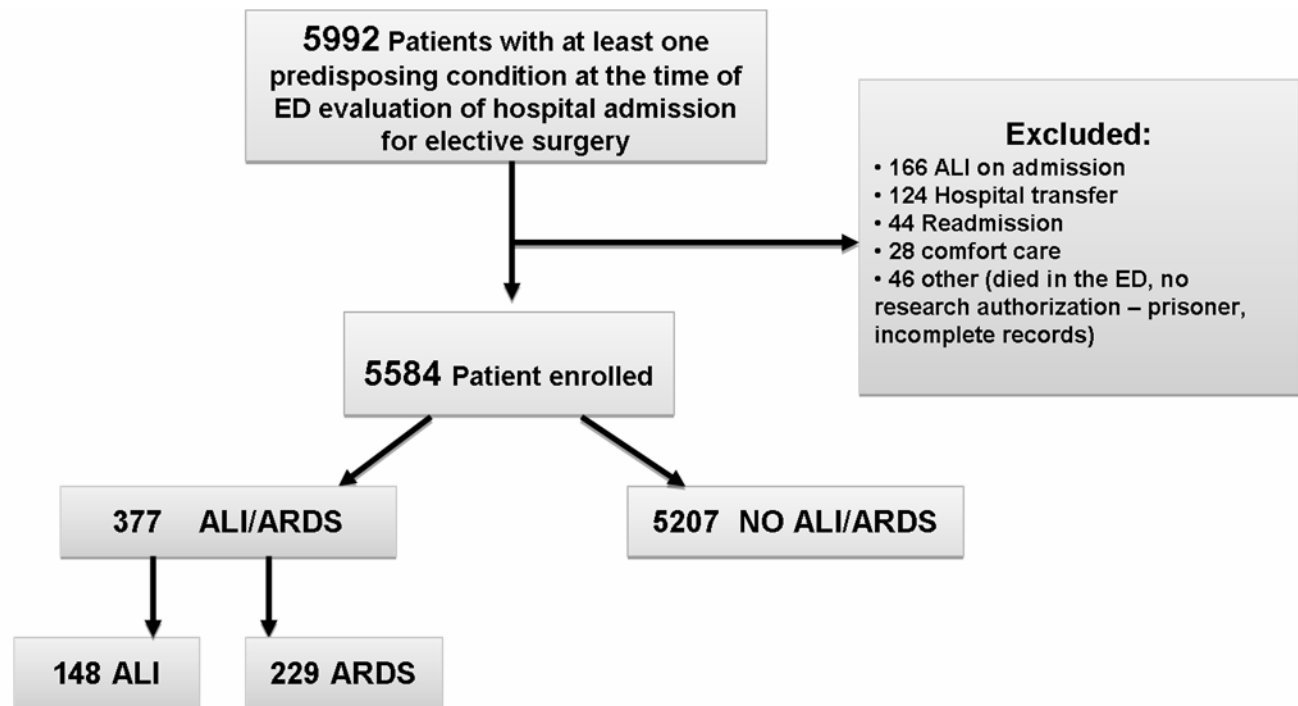 5992 Patients with at least one
predisposing condition at the time of
ED evaluation of hospital admission
for elective surgery
Excluded:
• 166 ALI on admission
• 124 Hospital transfer
• 44 Readmission
• 28 comfort care
• 46 other (died in the ED, no
research authorization – prisoner,
incomplete records)
5584 Patient enrolled
377 ALI/ARDS
5207 NO ALI/ARDS
148 ALI
229 ARDS